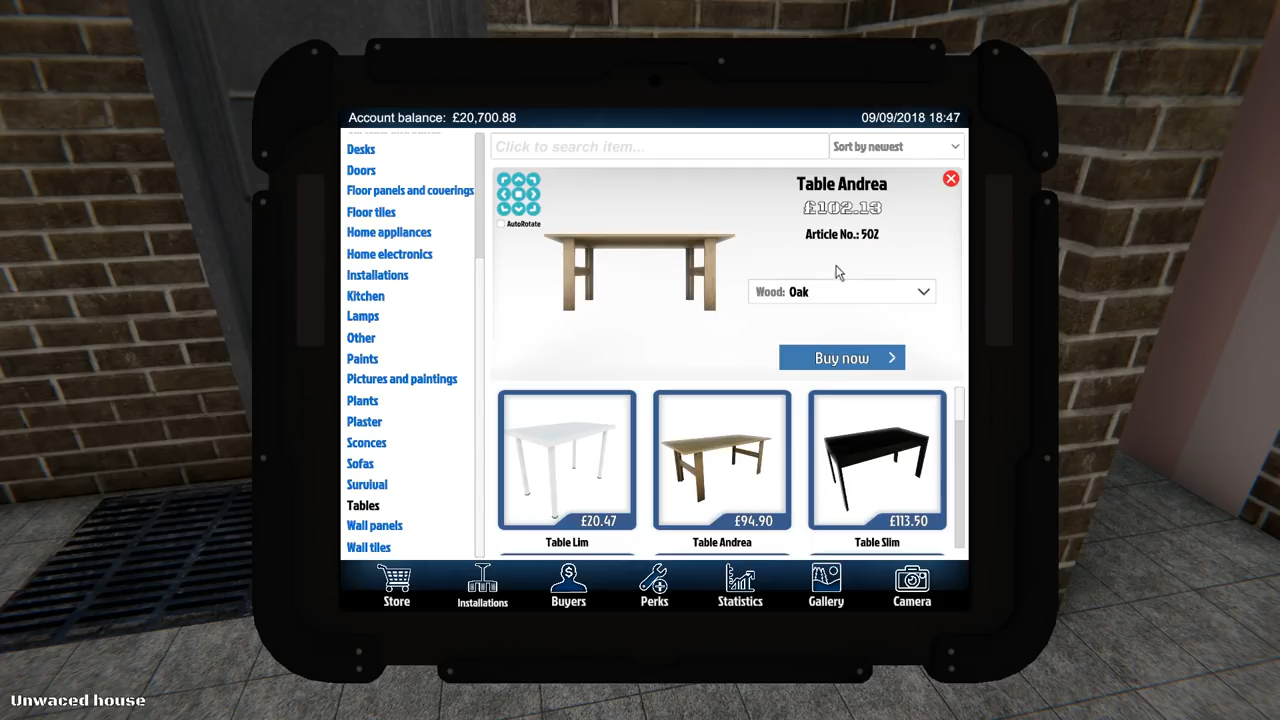 Account balance: £20,700.88
09/09/2018 18:47
Desks
Doors
Floor panels and coverings
Floor tiles
Home appliances
Home electronics
Installations
Kitchen
Lamps
Other
Paints
Pictures and paintings
Plants
Plaster
Sconces
Sofas
Survival
Tables
Wall panels
Wall tiles
Click to search item...
Sort by newest
AutoRotate
Table Andrea
£102.13
Article No.: 502
Wood: Oak
Buy now
£20.47
Table Lim
£94.90
Table Andrea
£113.50
Table Slim
Store
Installations
Buyers
Perks
Statistics
Gallery
Camera
Unwaced house